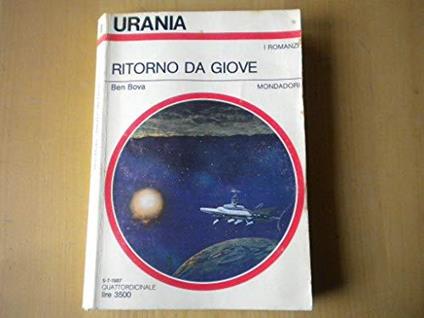 URANIA
I ROMANZI
RITORNO DA GIOVE
Ben Bova
MONDADORI
5-7-1987
QUATTORDICINALE
lire 3500